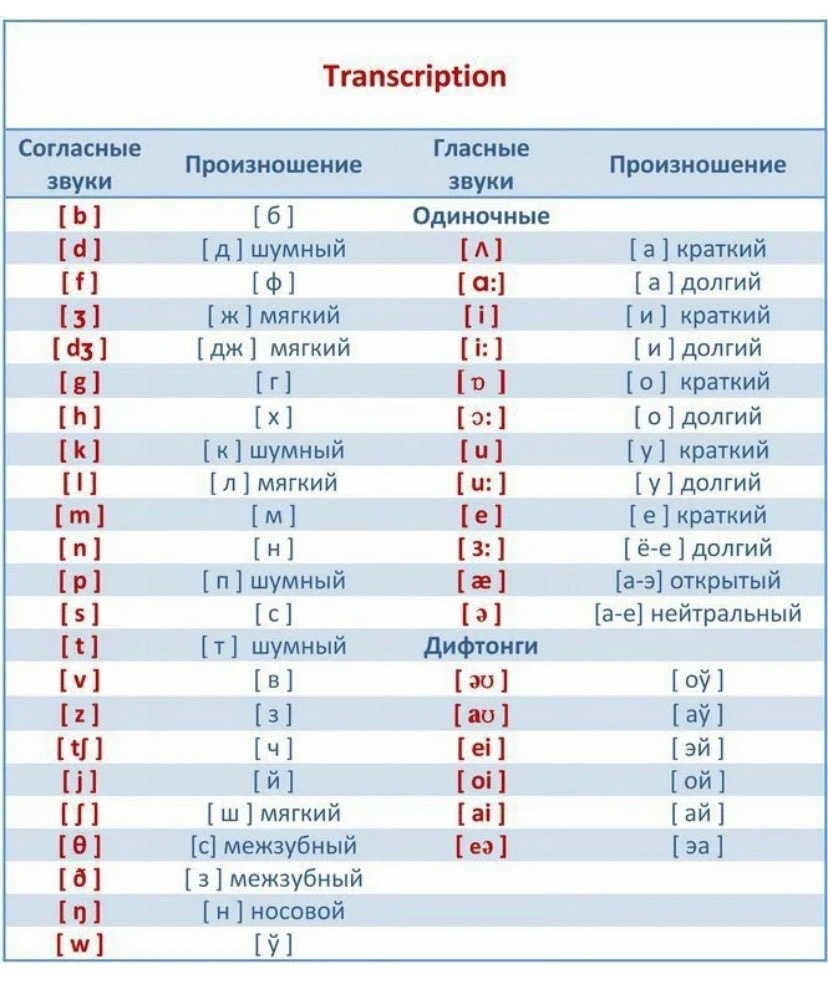 Transcription
Согласные звуки Произношение Гласные звуки Произношение
[ b ] [ б ] Одиночные
[ d ] [ д ] шумный [ ʌ ] [ а ] краткий
[ f ] [ ф ] [ ɑ:] [ а ] долгий
[ ʒ ] [ ж ] мягкий [ i ] [ и ] краткий
[ dʒ ] [ дж ] мягкий [ i: ] [ и ] долгий
[ g ] [ г ] [ ɒ ] [ о ] краткий
[ h ] [ х ] [ ɔ: ] [ о ] долгий
[ k ] [ к ] шумный [ u ] [ у ] краткий
[ l ] [ л ] мягкий [ u: ] [ у ] долгий
[ m ] [ м ] [ e ] [ е ] краткий
[ n ] [ н ] [ ɜ: ] [ ё-е ] долгий
[ p ] [ п ] шумный [ æ ] [а-э] открытый
[ s ] [ с ] [ ə ] [а-е] нейтральный
[ t ] [ т ] шумный Дифтонги
[ v ] [ в ] [ əʊ ] [ оў ]
[ z ] [ з ] [ aʊ ] [ аў ]
[ tʃ ] [ ч ] [ ei ] [ эй ]
[ j ] [ й ] [ oi ] [ ой ]
[ ʃ ] [ ш ] мягкий [ ai ] [ ай ]
[ θ ] [с] межзубный [ eə ] [ эа ]
[ ð ] [ з ] межзубный
[ ŋ ] [ н ] носовой
[ w ] [ ў ]